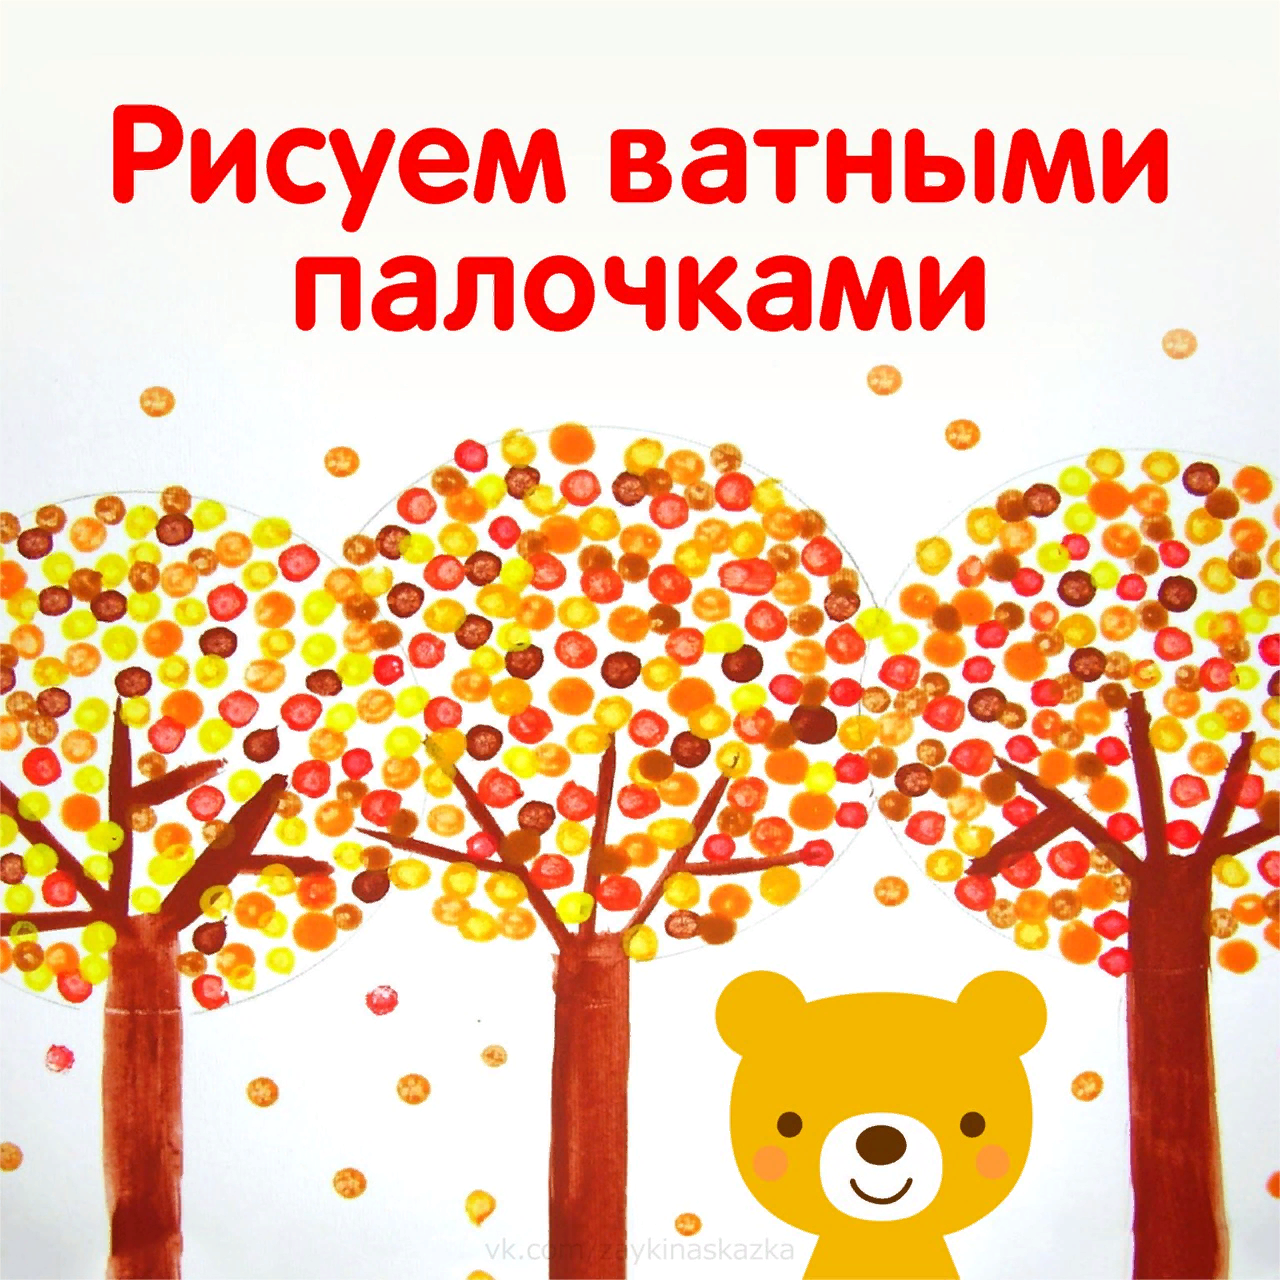 Рисуем ватными
палочками
vk.com/zaykinaskazka